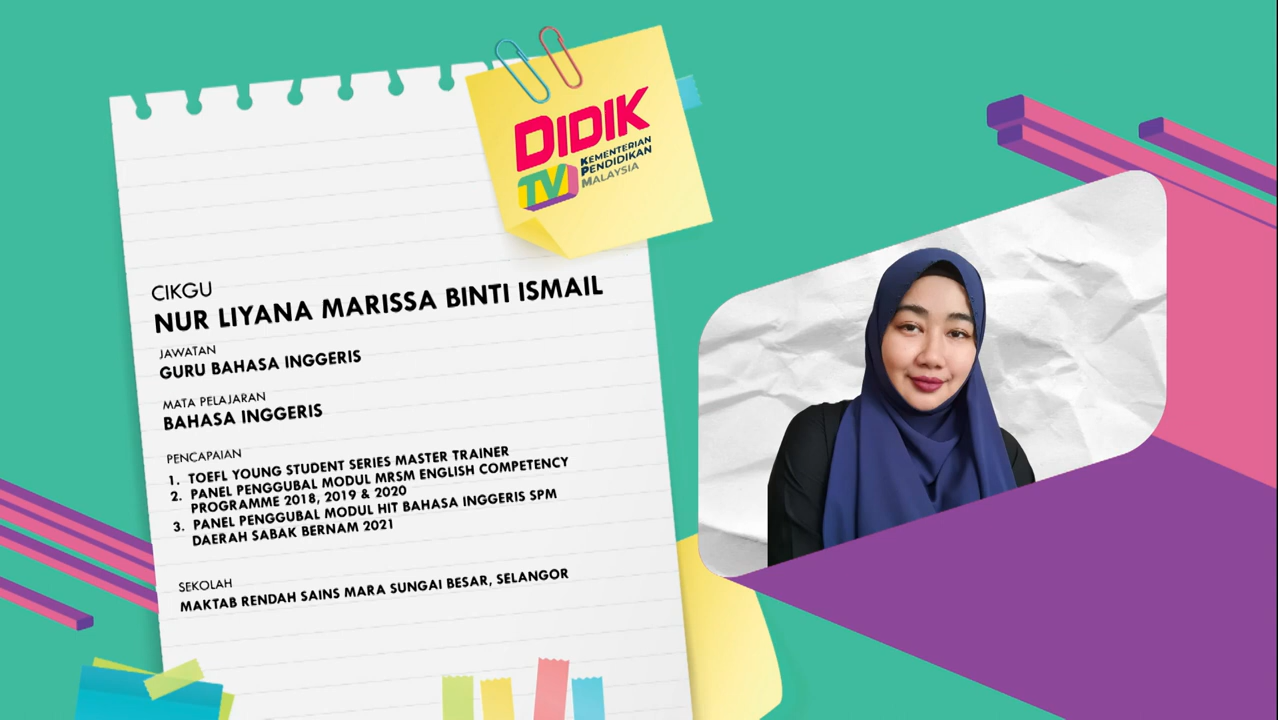 DIDIK
TV
KEMENTERIAN
PENDIDIKAN
MALAYSIA
CIKGU
NUR LIYANA MARISSA BINTI ISMAIL
JAWATAN
GURU BAHASA INGGERIS
MATA PELAJARAN
BAHASA INGGERIS
PENCAPAIAN
1. TOEFL YOUNG STUDENT SERIES MASTER TRAINER
2. PANEL PENGGUBAL MODUL MRSM ENGLISH COMPETENCY
PROGRAMME 2018, 2019 & 2020
3. PANEL PENGGUBAL MODUL HIT BAHASA INGGERIS SPM
DAERAH SABAK BERNAM 2021
SEKOLAH
MAKTAB RENDAH SAINS MARA SUNGAI BESAR, SELANGOR